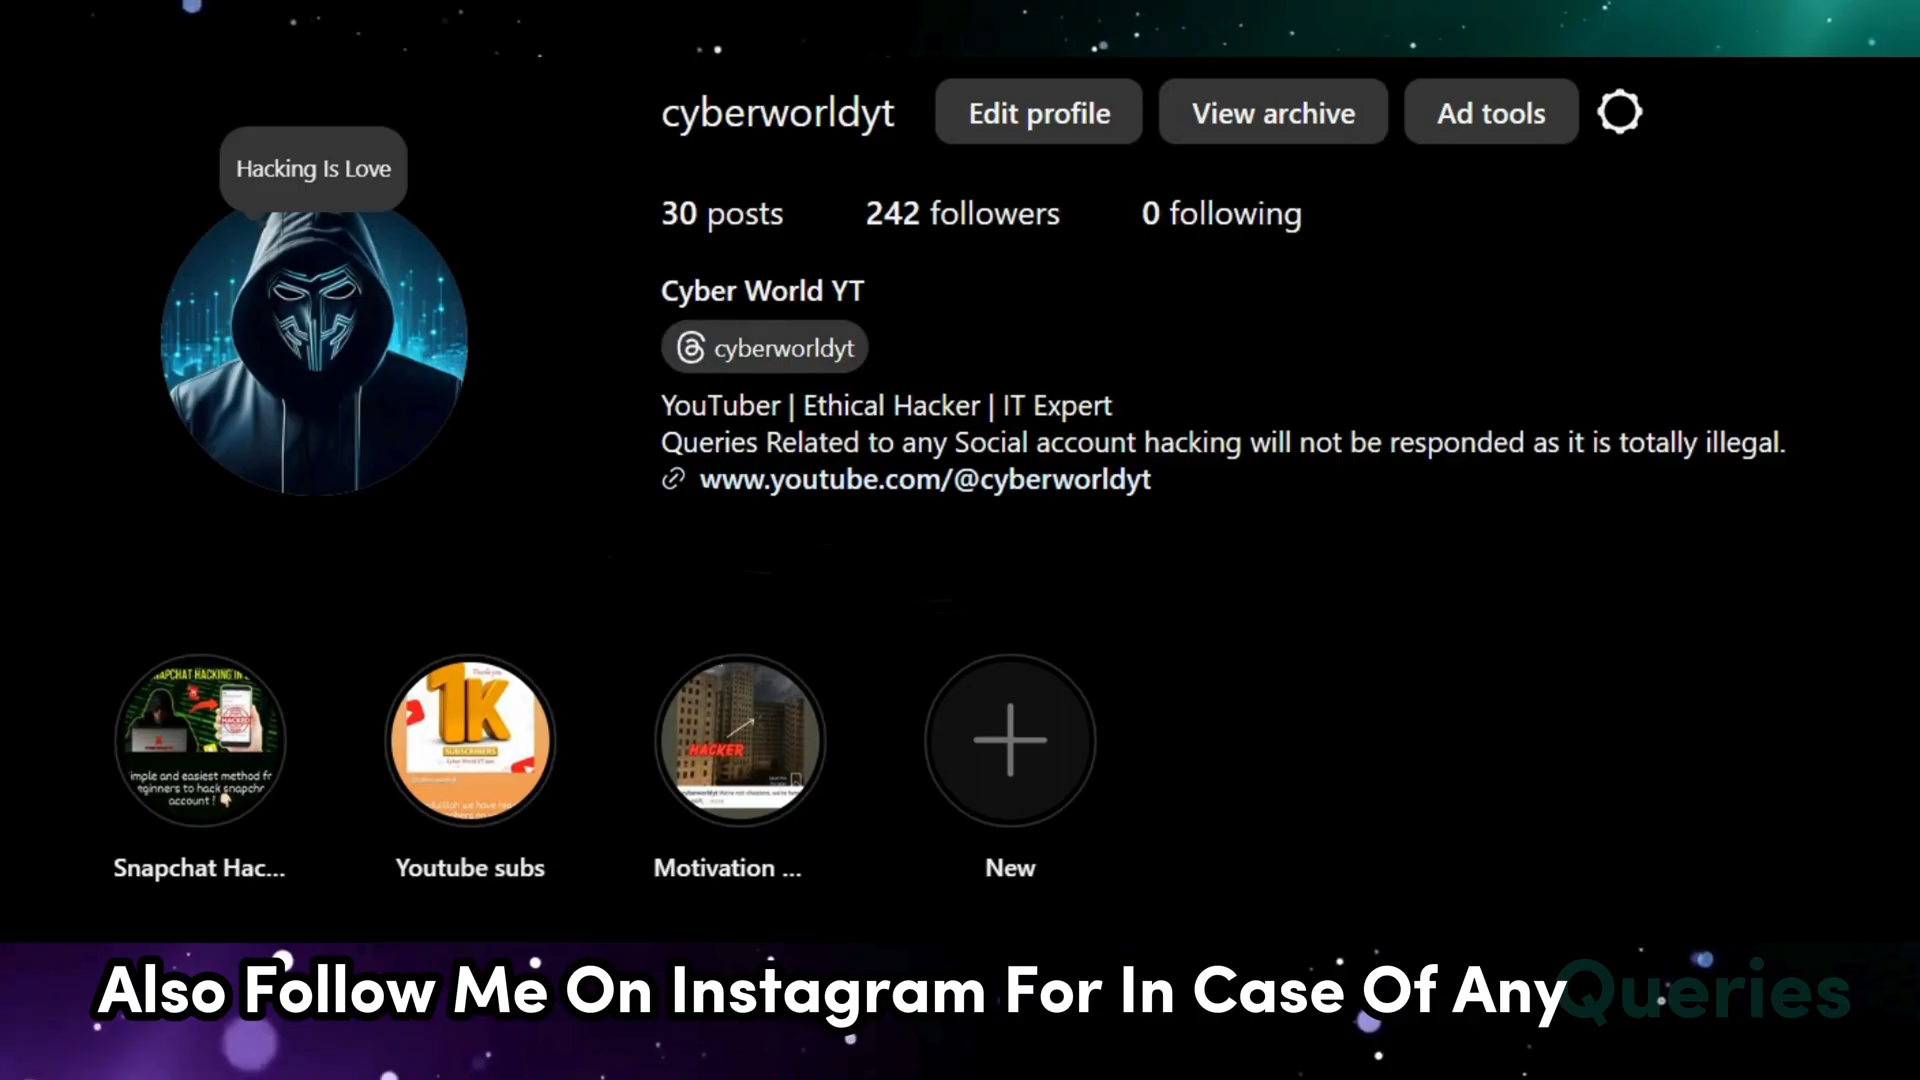 cyberworldyt Edit profile View archive Ad tools
Hacking Is Love
30 posts 242 followers 0 following
Cyber World YT
cyberworldyt
YouTuber | Ethical Hacker | IT Expert
Queries Related to any Social account hacking will not be responded as it is totally illegal.
www.youtube.com/@cyberworldyt
HACKED
account !
1K
SUBSCRIBERS
HACKER
Snapchat Hac... Youtube subs Motivation ... New
Also Follow Me On Instagram For In Case Of Any Queries